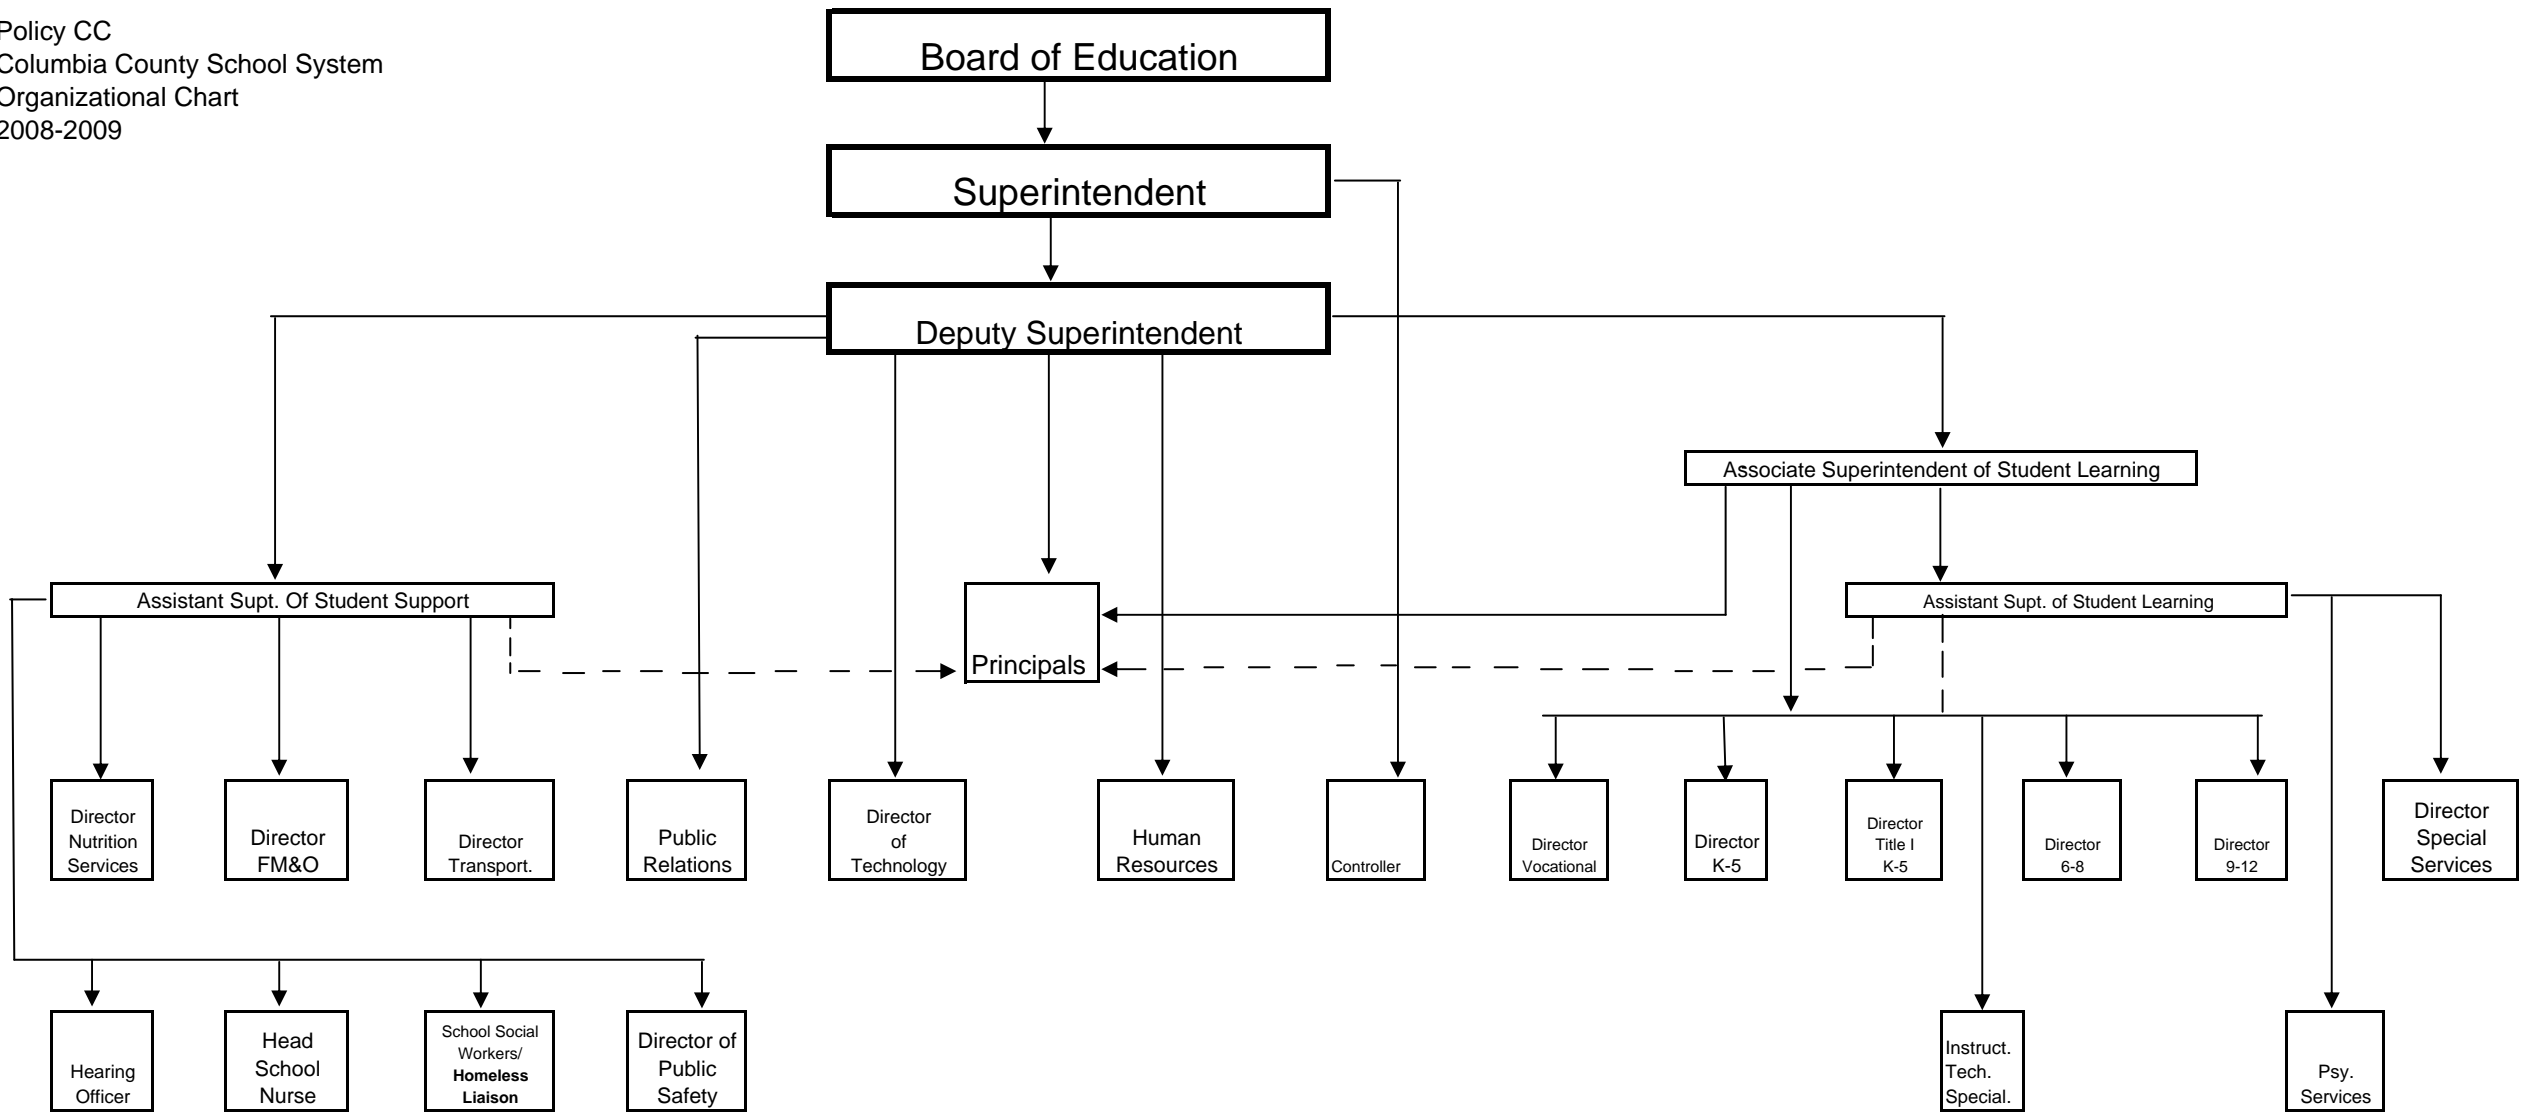 Policy CC
Columbia County School System
Organizational Chart
2008-2009
Board of Education
Superintendent
Deputy Superintendent
Associate Superintendent of Student Learning
Assistant Supt. Of Student Support
Assistant Supt. of Student Learning
Principals
Director
Nutrition
Services
Director
FM&O
Director
Transport.
Public
Relations
Director
of
Technology
Human
Resources
Controller
Director
Vocational
Director
K-5
Director
Title I
K-5
Director
6-8
Director
9-12
Director
Special
Services
Hearing
Officer
Head
School
Nurse
School Social
Workers/
Homeless
Liaison
Director of
Public
Safety
Instruct.
Tech.
Special.
Psy.
Services